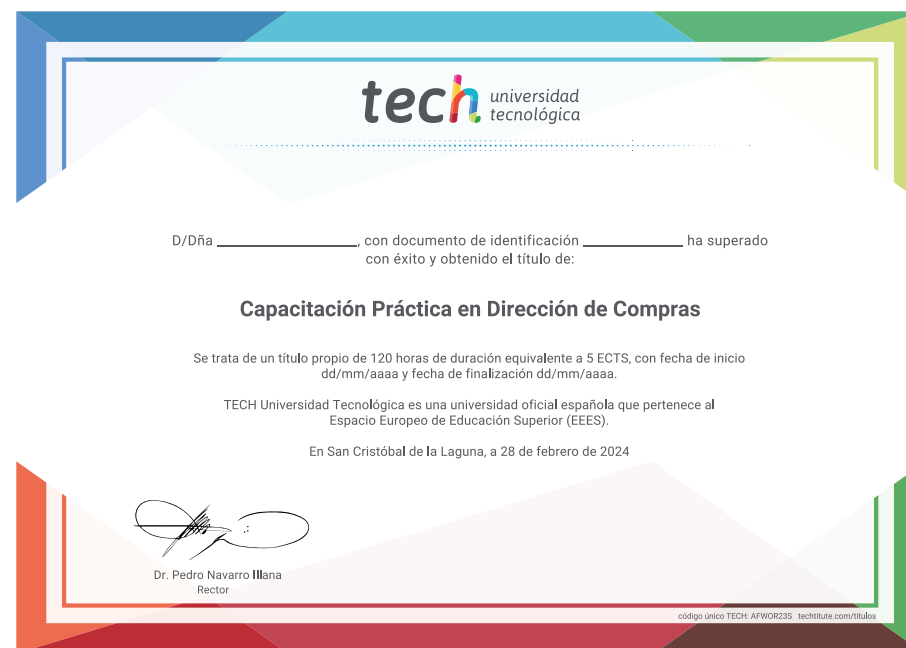 tech universidad
tecnológica
D/Dña ______________, con documento de identificación __________ ha superado
con éxito y obtenido el título de:
Capacitación Práctica en Dirección de Compras
Se trata de un título propio de 120 horas de duración equivalente a 5 ECTS, con fecha de inicio
dd/mm/aaaa y fecha de finalización dd/mm/aaaa.
TECH Universidad Tecnológica es una universidad oficial española que pertenece al
Espacio Europeo de Educación Superior (EEES).
En San Cristóbal de la Laguna, a 28 de febrero de 2024
Dr. Pedro Navarro Illana
Rector
código único TECH: AFWOR23S techtitute.com/titulos